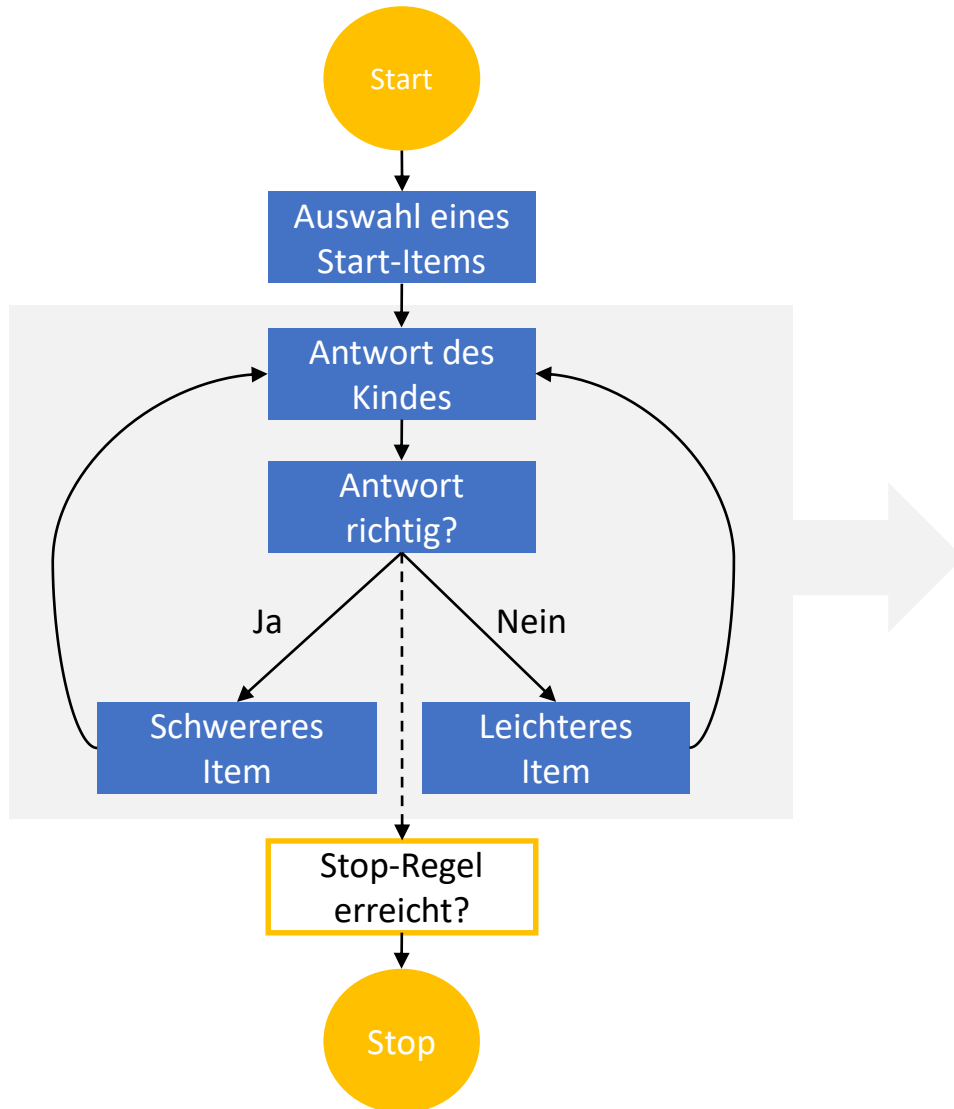 Start
Auswahl eines
Start-Items
Antwort des
Kindes
Antwort
richtig?
Ja
Nein
Schwereres
Item
Leichteres
Item
Stop-Regel
erreicht?
Stop